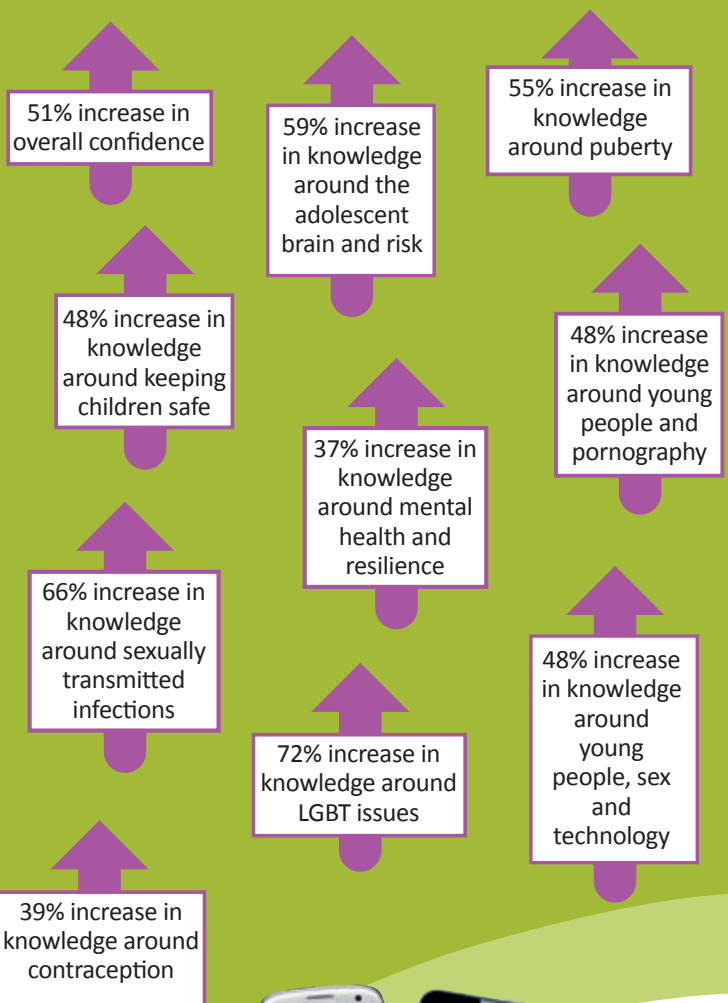 51% increase in
overall confidence
59% increase
in knowledge
around the
adolescent
brain and risk
55% increase in
knowledge
around puberty
48% increase in
knowledge
around keeping
children safe
37% increase in
knowledge
around mental
health and
resilience
48% increase
in knowledge
around young
people and
pornography
66% increase in
knowledge
around sexually
transmitted
infections
72% increase in
knowledge around
LGBT issues
48% increase
in knowledge
around
young
people, sex
and
technology
39% increase in
knowledge around
contraception